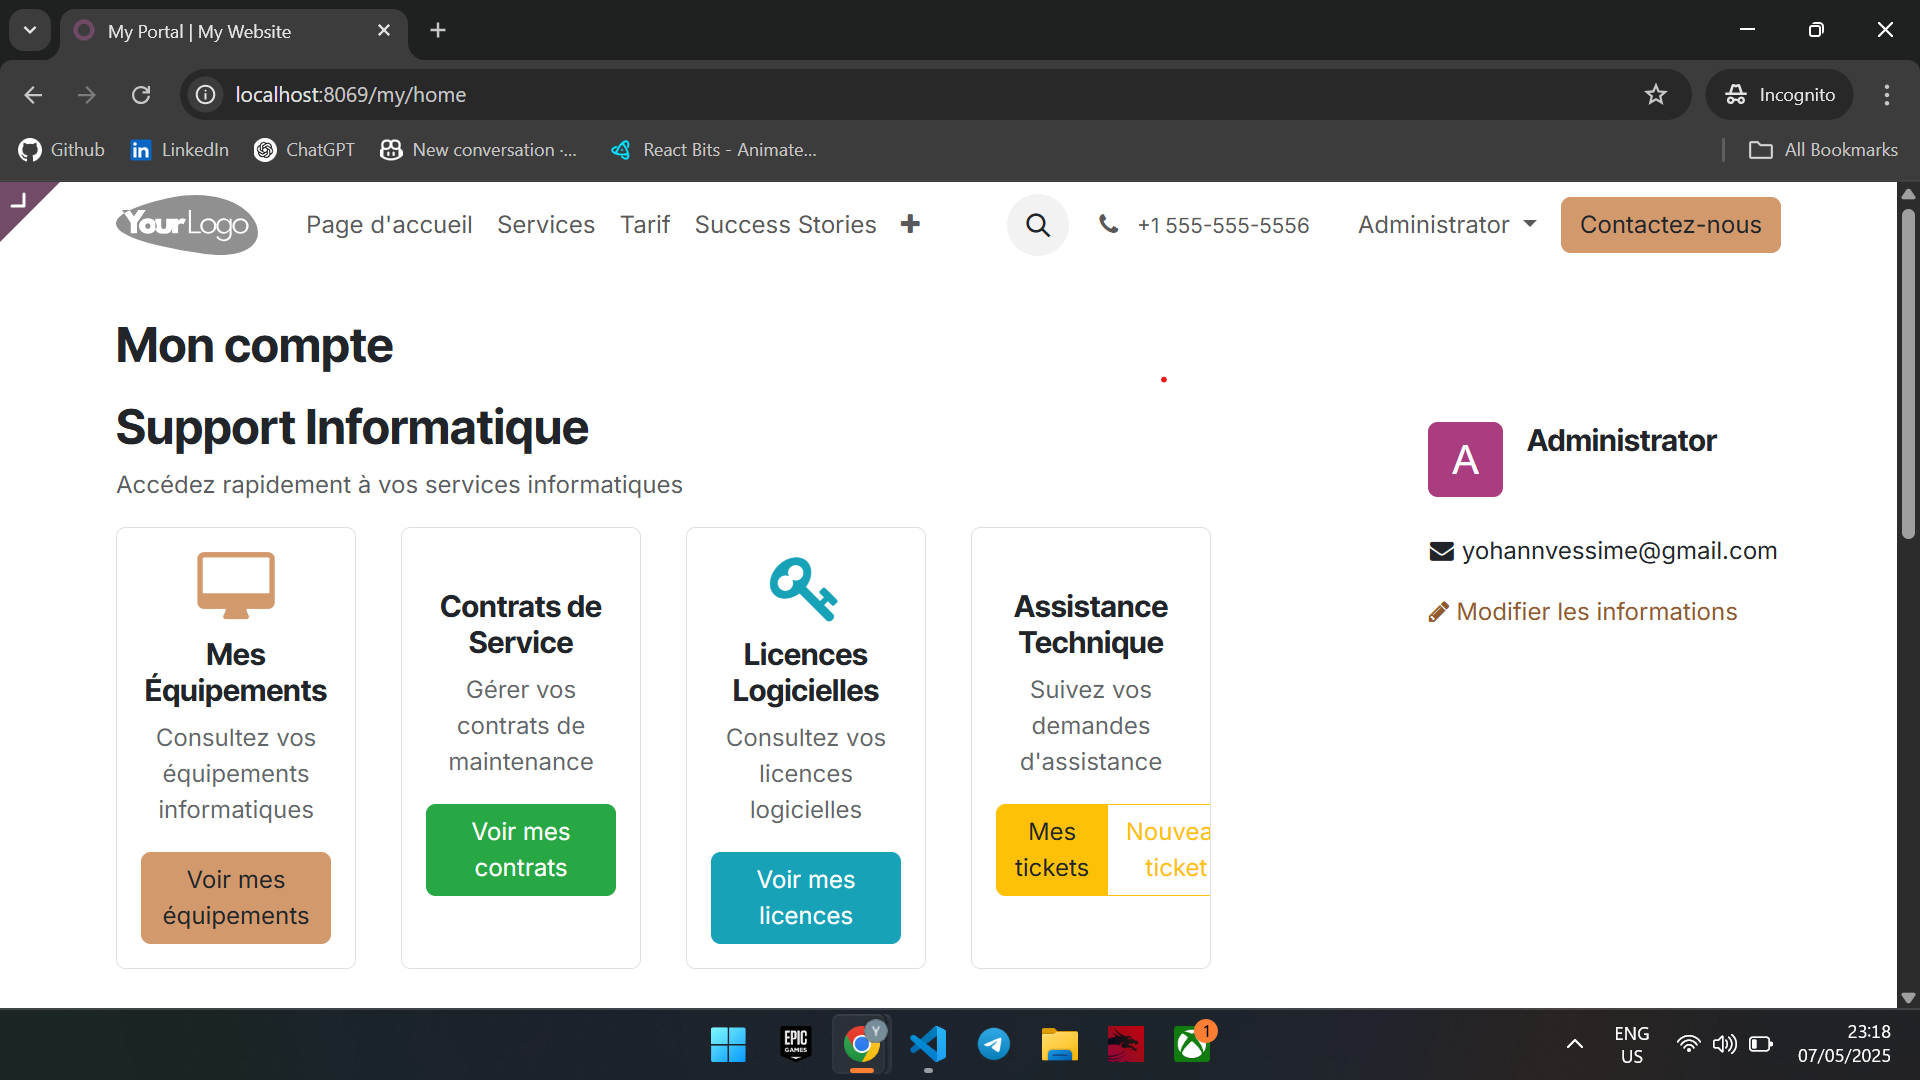 My Portal | My Website
localhost:8069/my/home
Incognito
Github
LinkedIn
ChatGPT
New conversation ·...
React Bits - Animate...
All Bookmarks
YourLogo
Page d'accueil
Services
Tarif
Success Stories
+1 555-555-5556
Administrator
Contactez-nous
Mon compte
Support Informatique
Accédez rapidement à vos services informatiques
Mes
Équipements
Consultez vos
équipements
informatiques
Voir mes
équipements
Contrats de
Service
Gérer vos
contrats de
maintenance
Voir mes
contrats
Licences
Logicielles
Consultez vos
licences
logicielles
Voir mes
licences
Assistance
Technique
Suivez vos
demandes
d'assistance
Mes
tickets
Nouvea
ticket
A
Administrator
yohannvessime@gmail.com
Modifier les informations
EPIC
GAMES
Y
1
ENG
US
23:18
07/05/2025